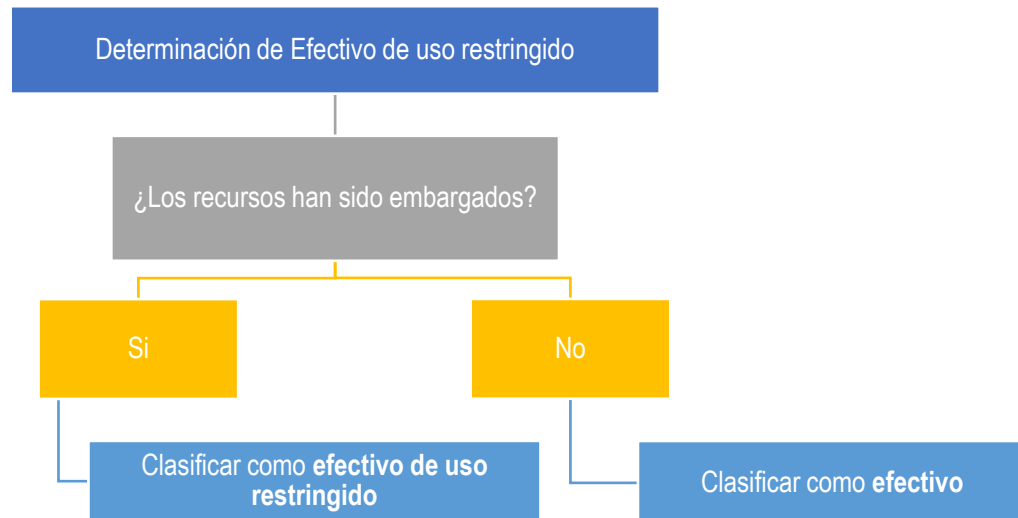 Determinación de Efectivo de uso restringido
¿Los recursos han sido embargados?
Si
No
Clasificar como efectivo de uso
restringido
Clasificar como efectivo